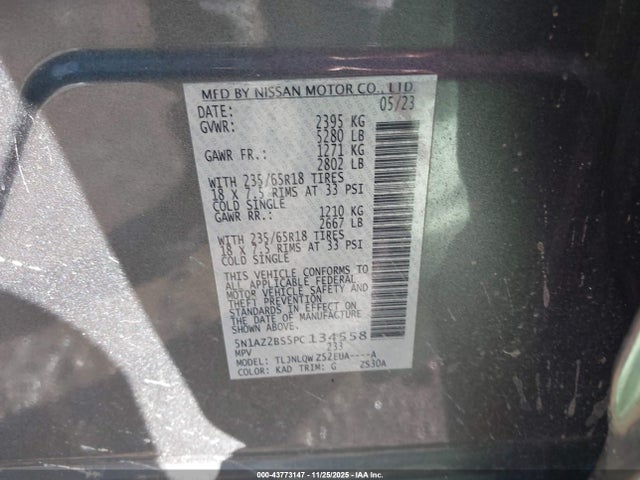 MFD BY NISSAN MOTOR CO., LTD
DATE: 05/23
GVWR: 2395 KG
5280 LB
GAWR FR.: 1271 KG
2802 LB
WITH 235/65R18 TIRES
18 X 7.5 RIMS AT 33 PSI
COLD SINGLE
GAWR RR.: 1210 KG
2667 LB
WITH 235/65R18 TIRES
18 X 7.5 RIMS AT 33 PSI
COLD SINGLE
THIS VEHICLE CONFORMS TO
ALL APPLICABLE FEDERAL
MOTOR VEHICLE SAFETY AND
THEFT PREVENTION
STANDARDS IN EFFECT ON
THE DATE OF MANUFACTURE
SHOWN ABOVE.
5N1AZ2BS5PC134558
MPV 233
MODEL: TLJNLQWZS2EUA----A
COLOR: KAD TRIM: G ZS30A
00-43773147 - 11/25/2025 - IAA Inc.